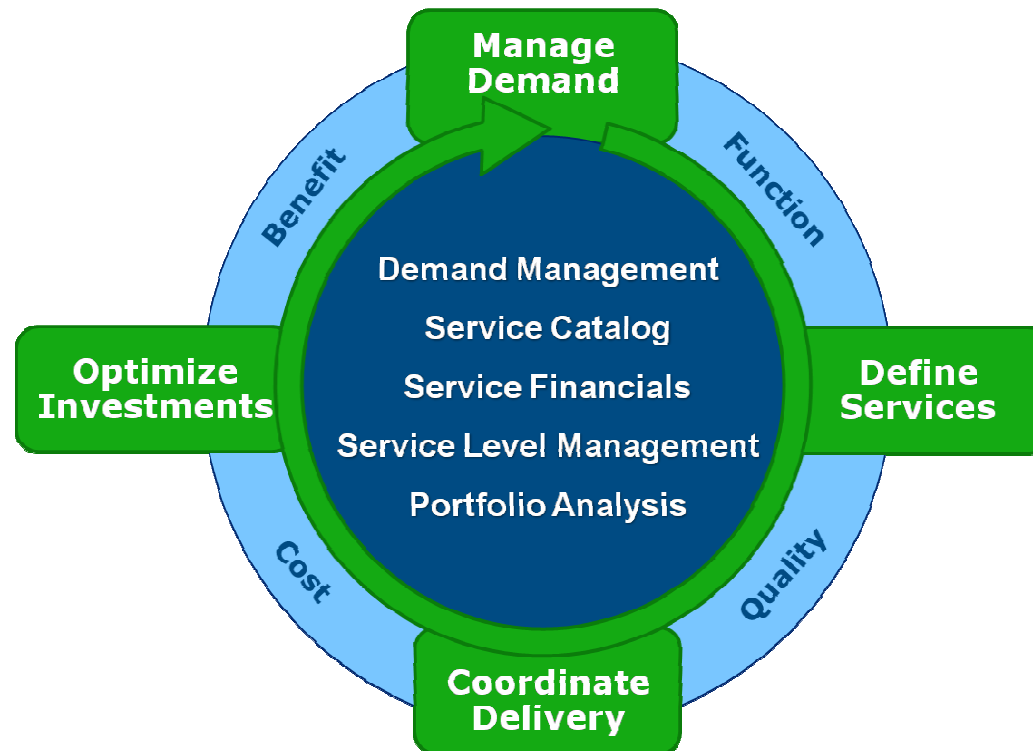 Manage
Demand
Benefit
Function
Demand Management
Service Catalog
Service Financials
Service Level Management
Portfolio Analysis
Optimize
Investments
Define
Services
Cost
Quality
Coordinate
Delivery